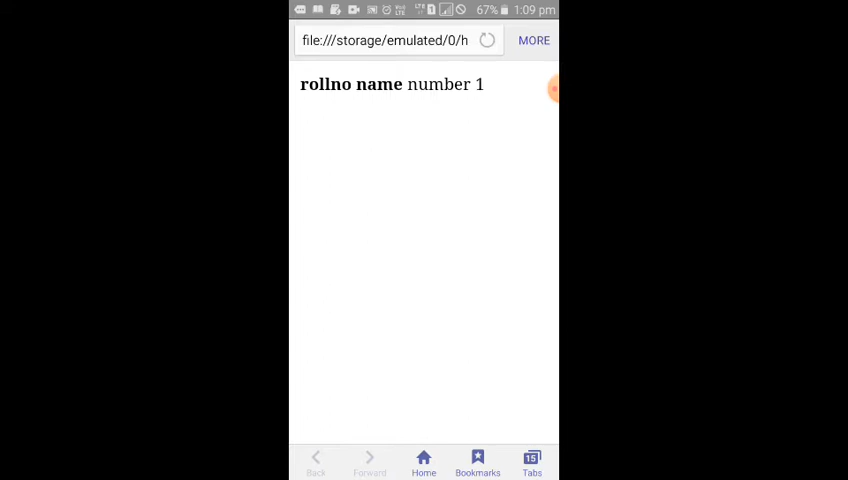 67% 1:09 pm
file:///storage/emulated/0/h MORE
rollno name number 1
Back Forward Home Bookmarks 15 Tabs